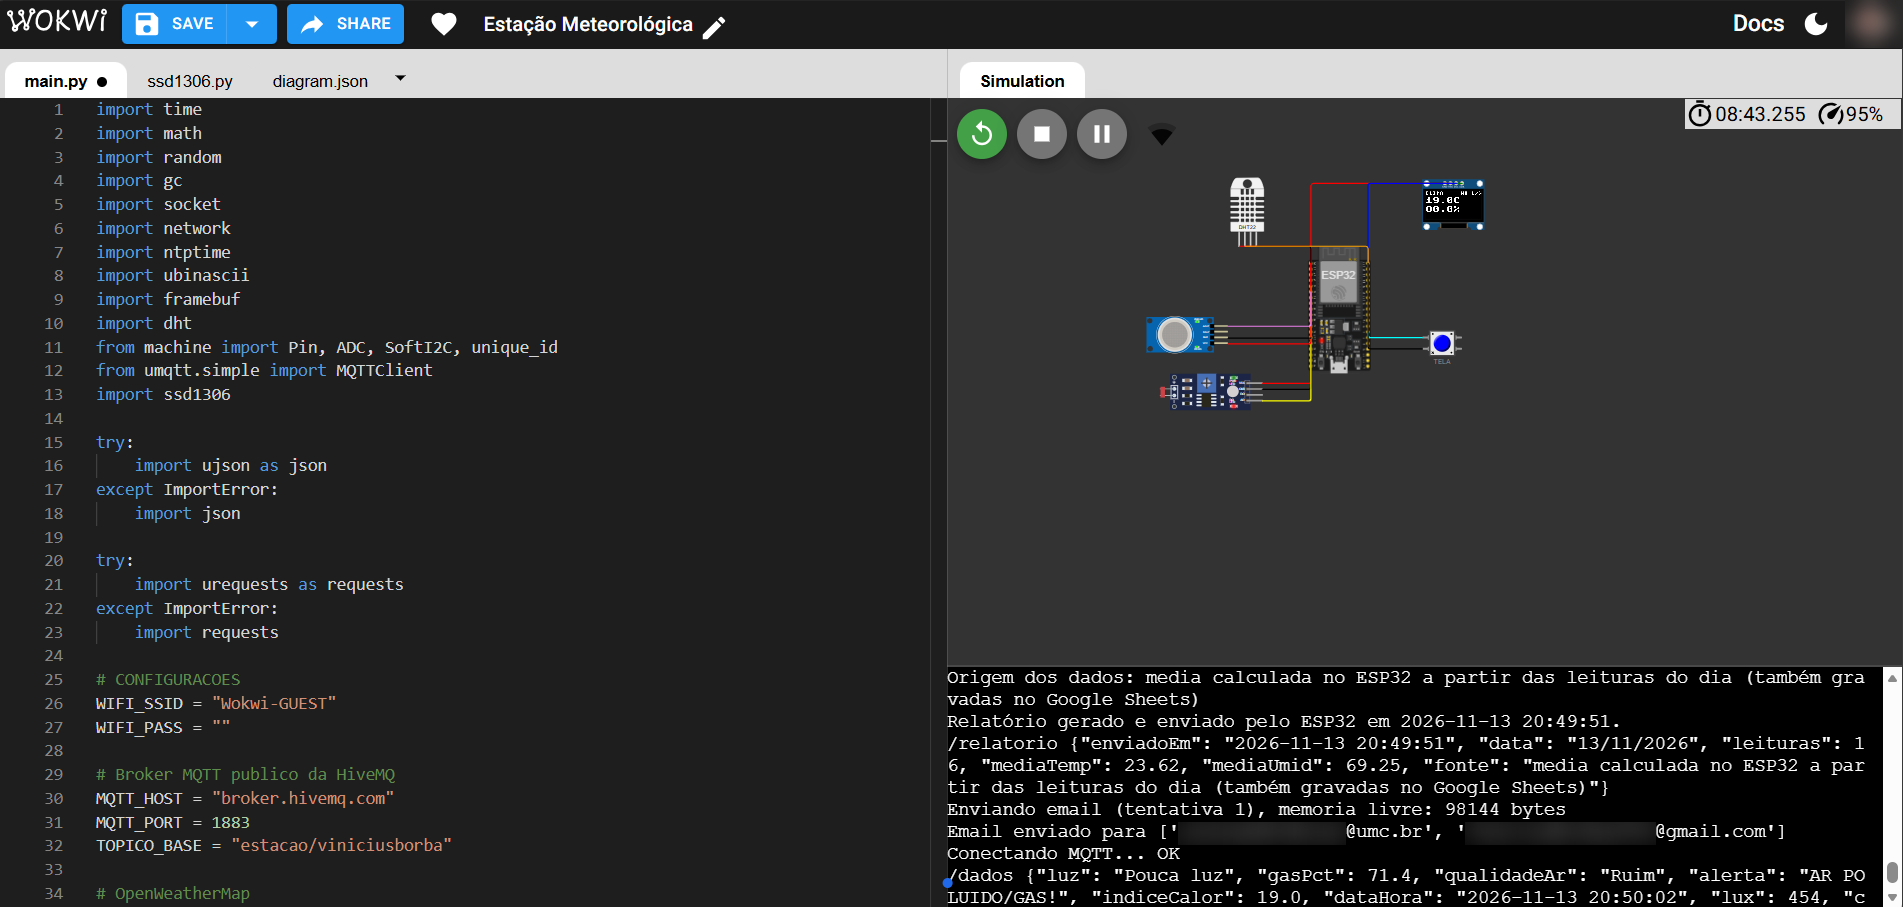 WOKWi
SAVE
SHARE
Estação Meteorológica
Docs
main.py
ssd1306.py
diagram.json
Simulation
1 import time
2 import math
3 import random
4 import gc
5 import socket
6 import network
7 import ntptime
8 import ubinascii
9 import framebuf
10 import dht
11 from machine import Pin, ADC, SoftI2C, unique_id
12 from umqtt.simple import MQTTClient
13 import ssd1306
14
15 try:
16 import ujson as json
17 except ImportError:
18 import json
19
20 try:
21 import urequests as requests
22 except ImportError:
23 import requests
24
25 # CONFIGURACOES
26 WIFI_SSID = "Wokwi-GUEST"
27 WIFI_PASS = ""
28
29 # Broker MQTT publico da HiveMQ
30 MQTT_HOST = "broker.hivemq.com"
31 MQTT_PORT = 1883
32 TOPICO_BASE = "estacao/viniciusborba"
33
34 # OpenWeatherMap
08:43.255 95%
DHT22
19.0C
00.0%
ESP32
TELA
Origem dos dados: media calculada no ESP32 a partir das leituras do dia (também gra
vadas no Google Sheets)
Relatório gerado e enviado pelo ESP32 em 2026-11-13 20:49:51.
/relatorio {"enviadoEm": "2026-11-13 20:49:51", "data": "13/11/2026", "leituras": 1
6, "mediaTemp": 23.62, "mediaUmid": 69.25, "fonte": "media calculada no ESP32 a par
tir das leituras do dia (também gravadas no Google Sheets)"}
Enviando email (tentativa 1), memoria livre: 98144 bytes
Email enviado para ['@umc.br', '@gmail.com']
Conectando MQTT... OK
/dados {"luz": "Pouca luz", "gasPct": 71.4, "qualidadeAr": "Ruim", "alerta": "AR PO
LUIDO/GAS!", "indiceCalor": 19.0, "dataHora": "2026-11-13 20:50:02", "lux": 454, "c